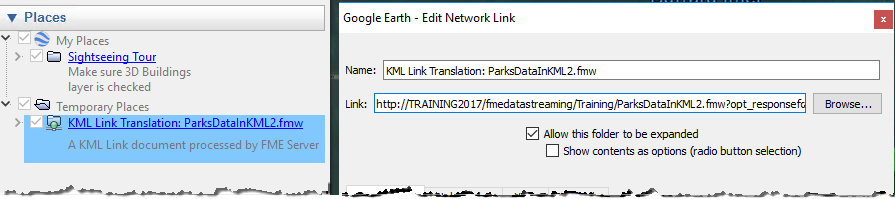 Places
My Places
Sightseeing Tour
Make sure 3D Buildings
layer is checked
Temporary Places
KML Link Translation: ParksDataInKML2.fmw
A KML Link document processed by FME Server
Google Earth - Edit Network Link
x
Name: KML Link Translation: ParksDataInKML2.fmw
Link: http://TRAINING2017/fmedatastreaming/Training/ParksDataInKML2.fmw?opt_responsefo Browse...
Allow this folder to be expanded
Show contents as options (radio button selection)